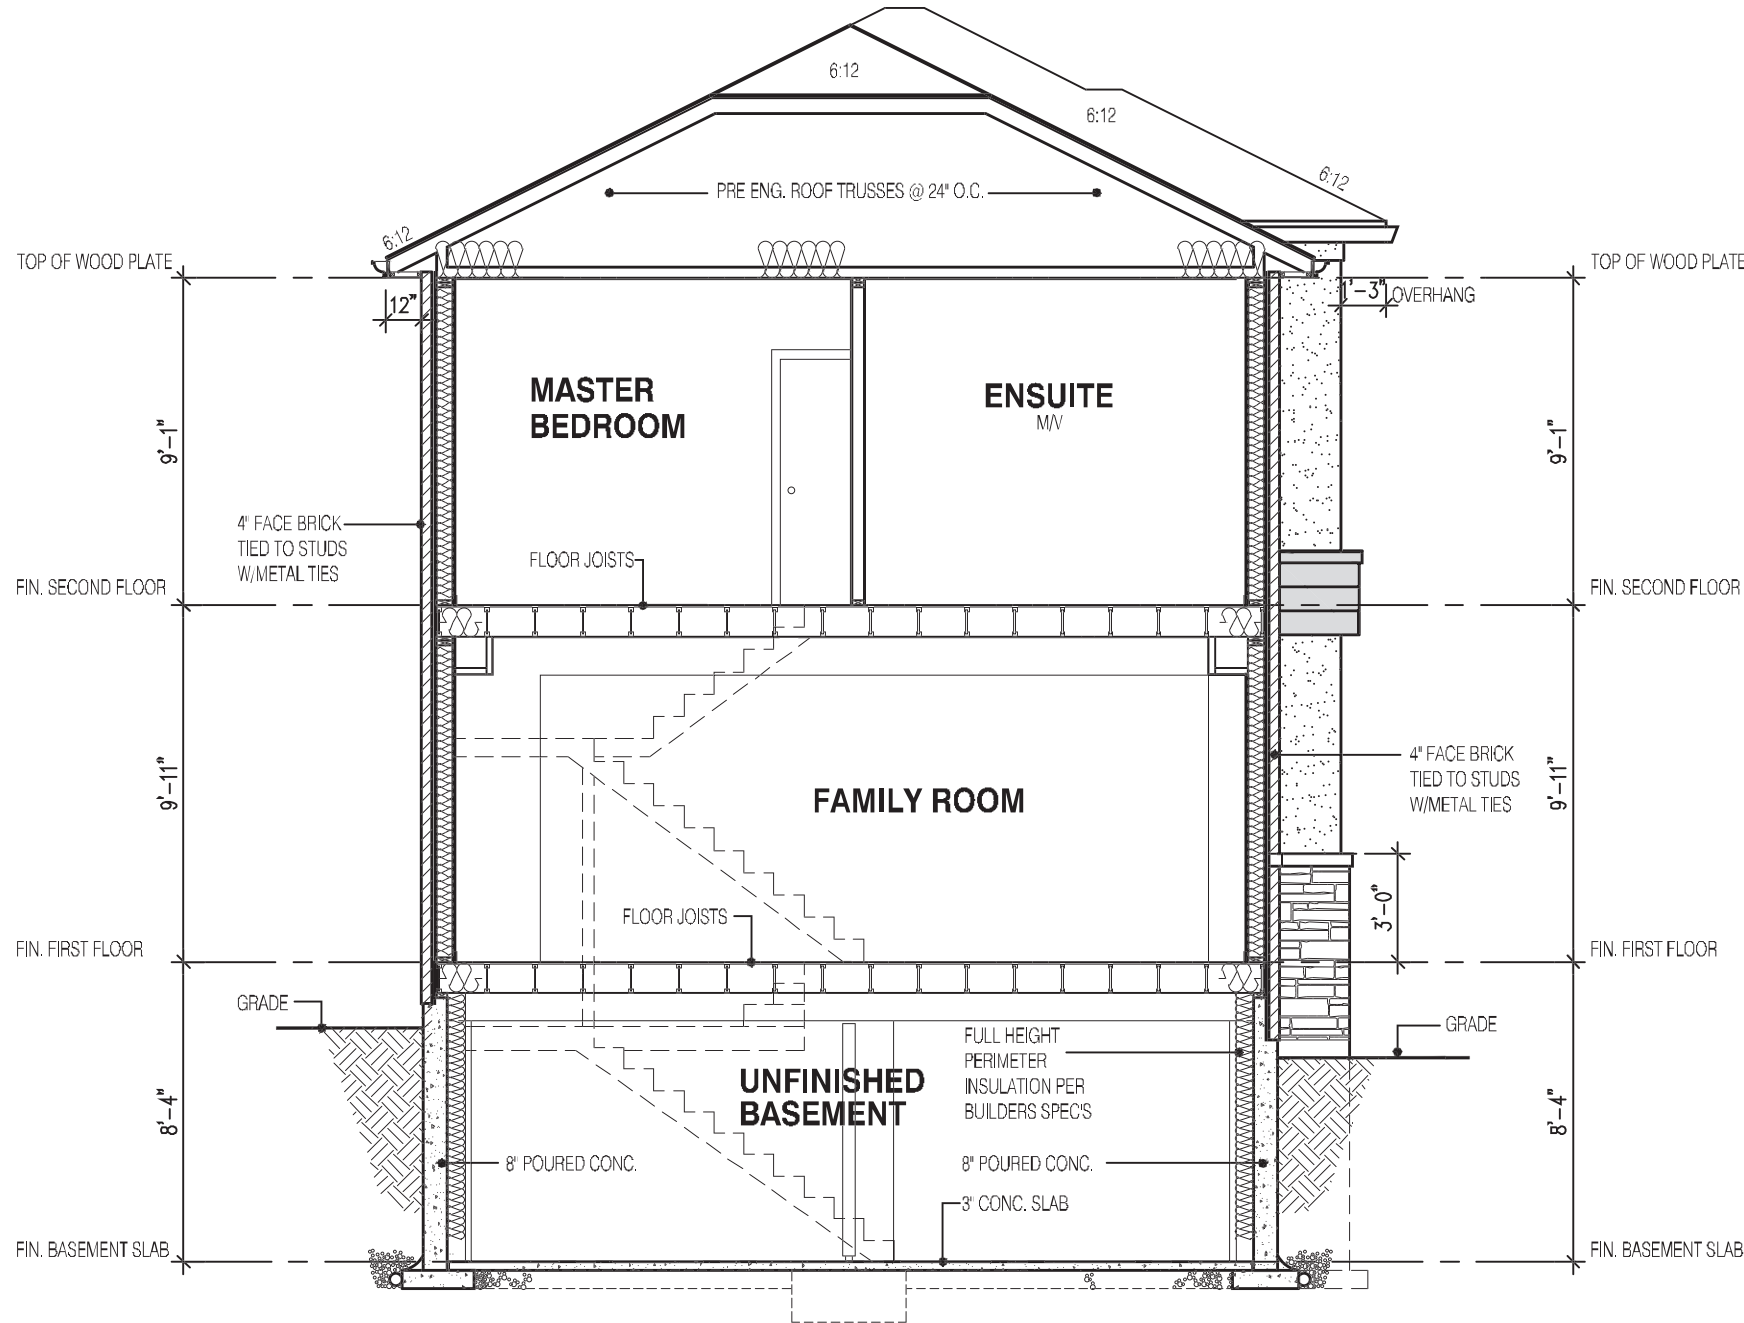 6:12
6:12
6:12
PRE ENG. ROOF TRUSSES @ 24" O.C.
6:12
TOP OF WOOD PLATE
TOP OF WOOD PLATE
12"
1'-3"
OVERHANG
MASTER
BEDROOM
ENSUITE
M/V
9'-1"
9'-1"
4" FACE BRICK
TIED TO STUDS
W/METAL TIES
FLOOR JOISTS
FIN. SECOND FLOOR
FIN. SECOND FLOOR
9'-11"
FAMILY ROOM
4" FACE BRICK
TIED TO STUDS
W/METAL TIES
9'-11"
FLOOR JOISTS
3'-0"
FIN. FIRST FLOOR
FIN. FIRST FLOOR
GRADE
GRADE
FULL HEIGHT
PERIMETER
INSULATION PER
BUILDERS SPEC'S
UNFINISHED
BASEMENT
8'-4"
8'-4"
8" POURED CONC.
8" POURED CONC.
3" CONC. SLAB
FIN. BASEMENT SLAB
FIN. BASEMENT SLAB